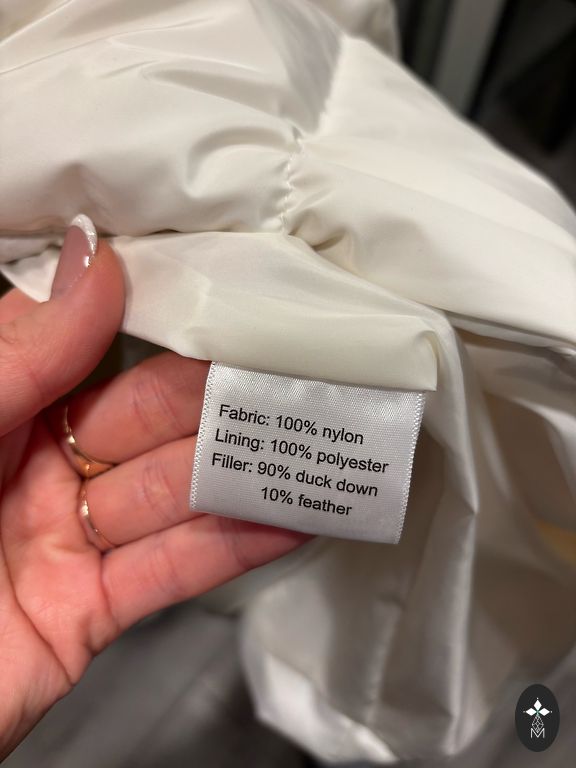 Fabric: 100% nylon
Lining: 100% polyester
Filler: 90% duck down
10% feather
M